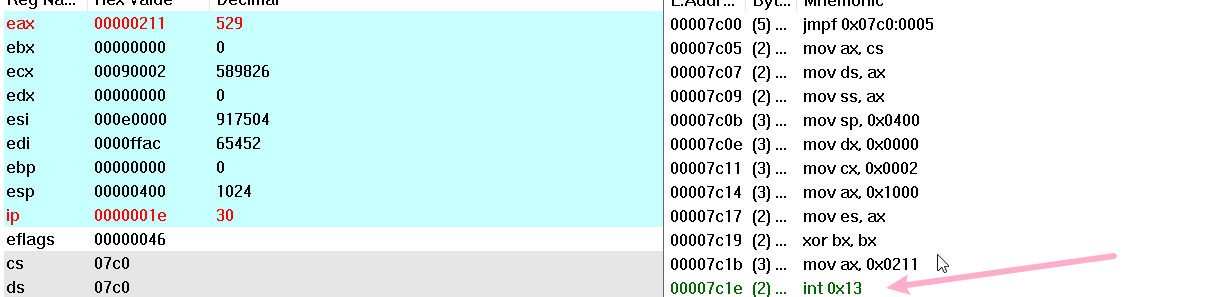 Reg Na... Hex Value Decimal
eax 00000211 529
ebx 00000000 0
ecx 00090002 589826
edx 00000000 0
esi 000e0000 917504
edi 0000ffac 65452
ebp 00000000 0
esp 00000400 1024
ip 0000001e 30
eflags 00000046
cs 07c0
ds 07c0
L.Addr... Byt... Mnemonic
00007c00 (5) ... jmpf 0x07c0:0005
00007c05 (2) ... mov ax, cs
00007c07 (2) ... mov ds, ax
00007c09 (2) ... mov ss, ax
00007c0b (3) ... mov sp, 0x0400
00007c0e (3) ... mov dx, 0x0000
00007c11 (3) ... mov cx, 0x0002
00007c14 (3) ... mov ax, 0x1000
00007c17 (2) ... mov es, ax
00007c19 (2) ... xor bx, bx
00007c1b (3) ... mov ax, 0x0211
00007c1e (2) ... int 0x13